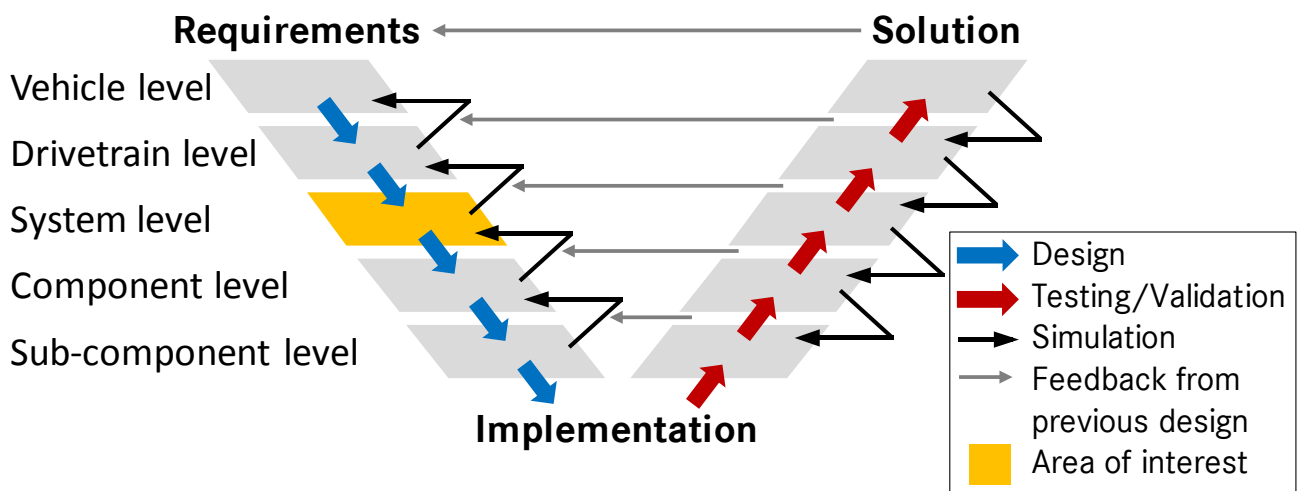 Requirements
Solution
Vehicle level
Drivetrain level
System level
Component level
Sub-component level
Implementation
Design
Testing/Validation
Simulation
Feedback from
previous design
Area of interest